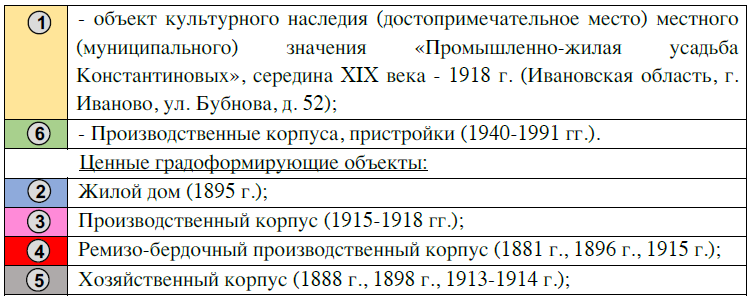 1 - объект культурного наследия (достопримечательное место) местного
(муниципального) значения «Промышленно-жилая усадьба
Константиновых», середина XIX века - 1918 г. (Ивановская область, г.
Иваново, ул. Бубнова, д. 52);
6 - Производственные корпуса, пристройки (1940-1991 гг.).
Ценные градоформирующие объекты:
2 Жилой дом (1895 г.);
3 Производственный корпус (1915-1918 гг.);
4 Ремизо-бердочный производственный корпус (1881 г., 1896 г., 1915 г.);
5 Хозяйственный корпус (1888 г., 1898 г., 1913-1914 г.);